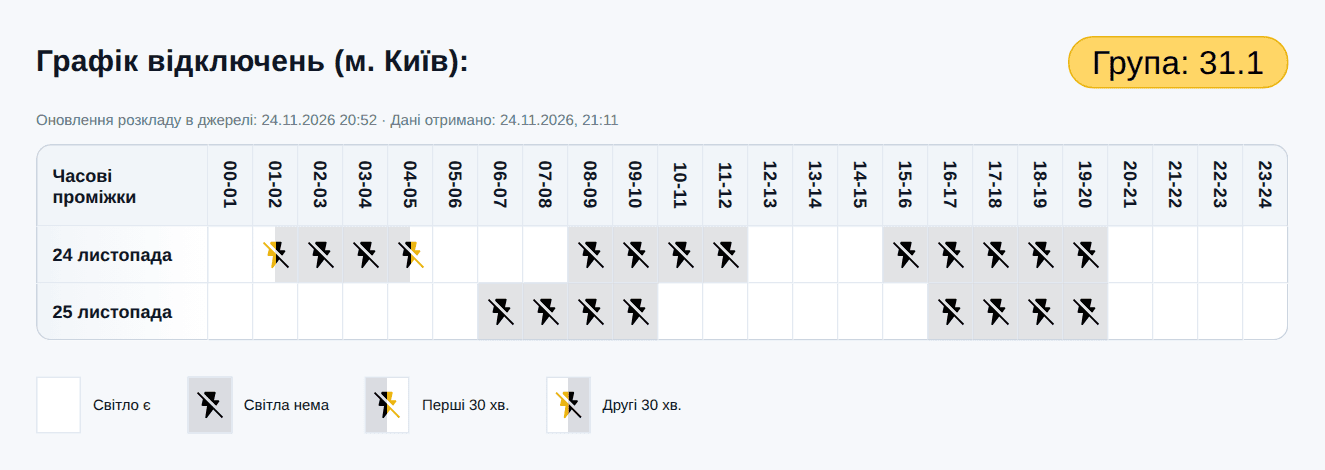 Графік відключень (м. Київ):
Група: 31.1
Оновлення розкладу в джерелі: 24.11.2026 20:52 · Дані отримано: 24.11.2026, 21:11
Часові
проміжки
00-01 01-02 02-03 03-04 04-05 05-06 06-07 07-08 08-09 09-10 10-11 11-12 12-13 13-14 14-15 15-16 16-17 17-18 18-19 19-20 20-21 21-22 22-23 23-24
24 листопада
25 листопада
Світло є Світла нема Перші 30 хв. Другі 30 хв.